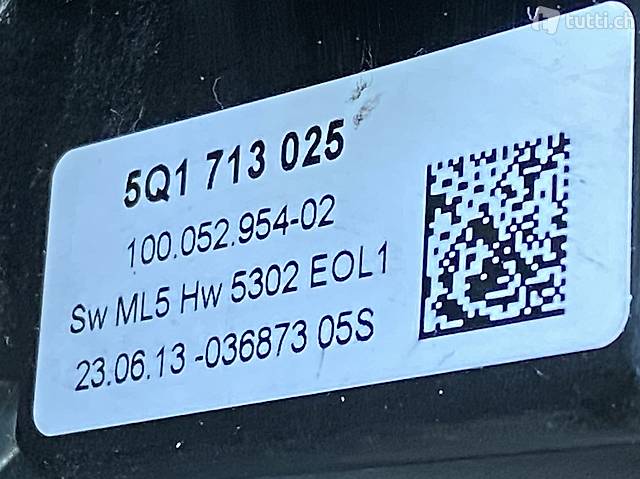 tutti.ch
5Q1 713 025
100.052.954-02
Sw ML5 Hw 5302 EOL1
23.06.13 -036873 05S